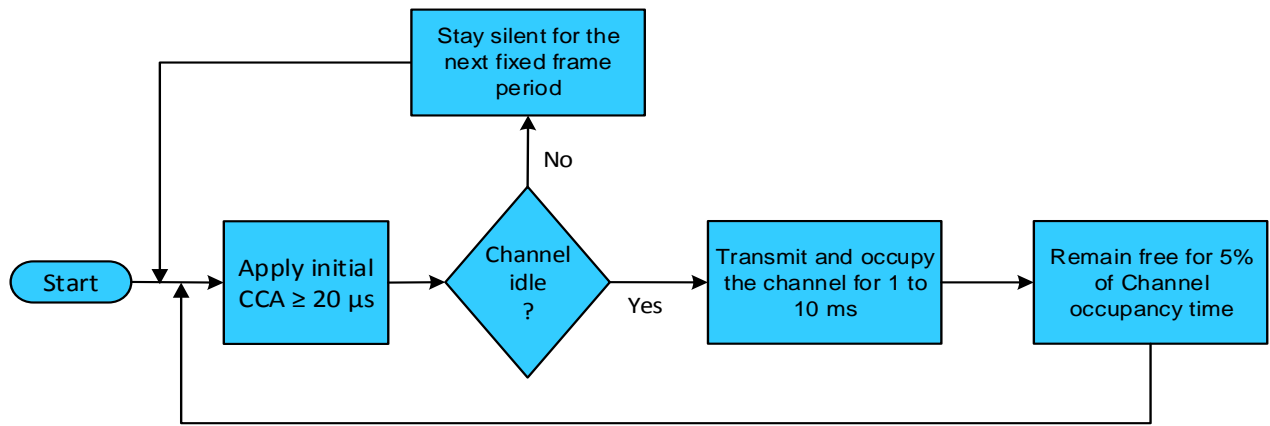 Stay silent for the
next fixed frame
period
No
Start
Apply initial
CCA ≥ 20 µs
Channel
idle
?
Yes
Transmit and occupy
the channel for 1 to
10 ms
Remain free for 5%
of Channel
occupancy time